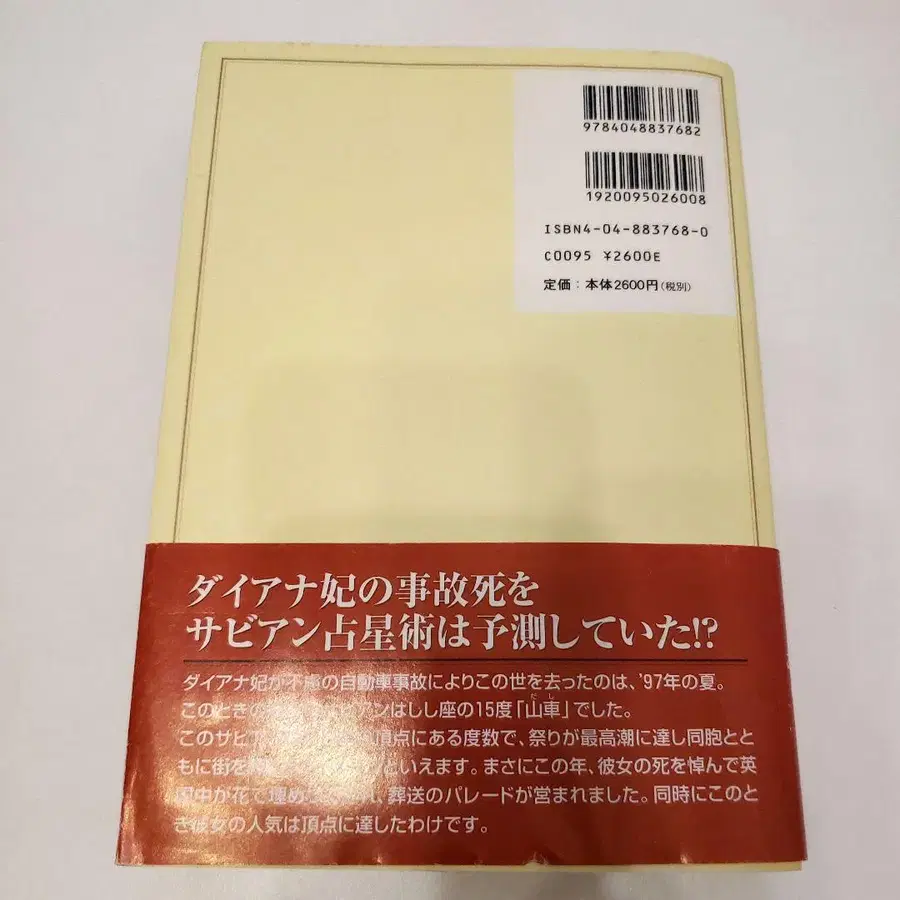 9784048837682
1920095026008
ISBN4-04-883768-0
C0095 ¥2600E
定価：本体2600円（税別）
ダイアナ妃の事故死を
サビアン占星術は予測していた!?
ダイアナ妃が不慮の自動車事故によりこの世を去ったのは、'97年の夏。
このときの
はしし座の15度「山車」でした。
だし
このサビア
頂点にある度数で、祭りが最高潮に達し同胞とと
もに街を
といえます。まさにこの年、彼女の死を悼んで英
国中が花で埋め
、葬送のパレードが営まれました。同時にこのと
き彼女の人気は頂点に達したわけです。